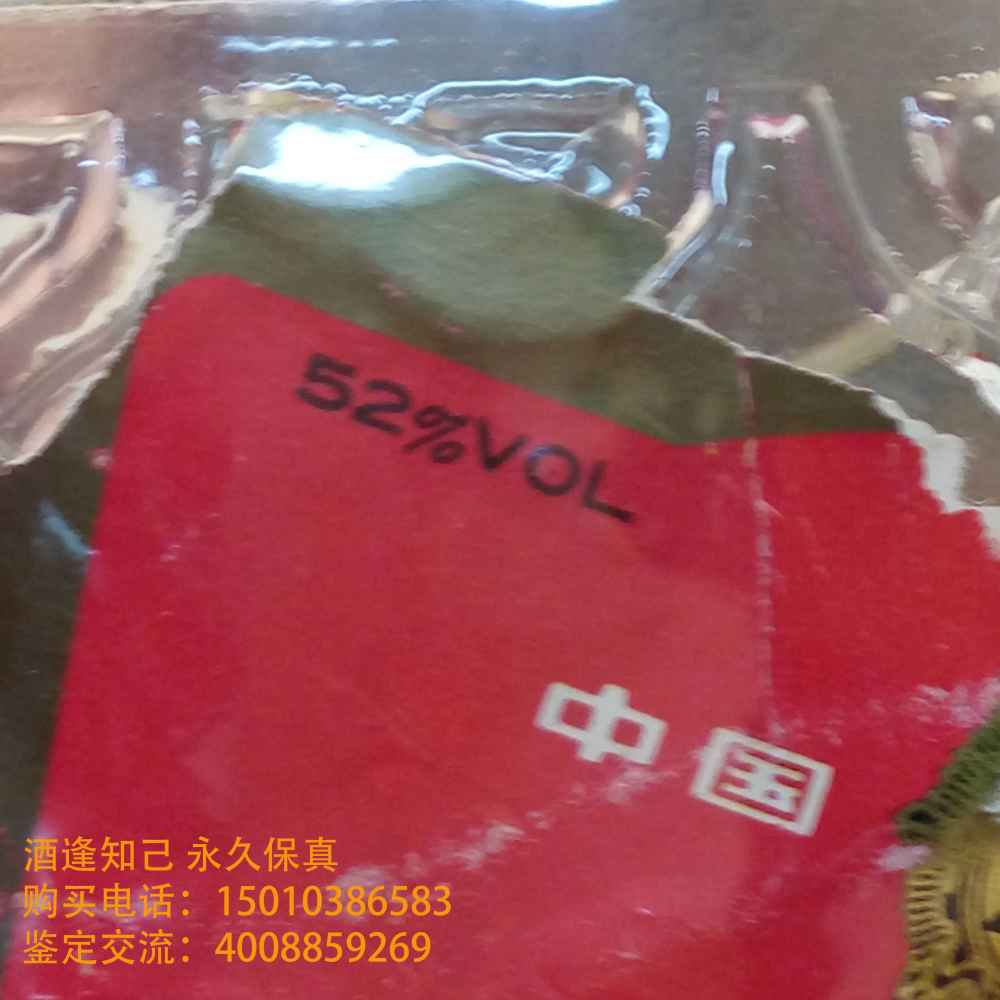 52%VOL
中国
酒逢知己 永久保真
购买电话：15010386583
鉴定交流：4008859269